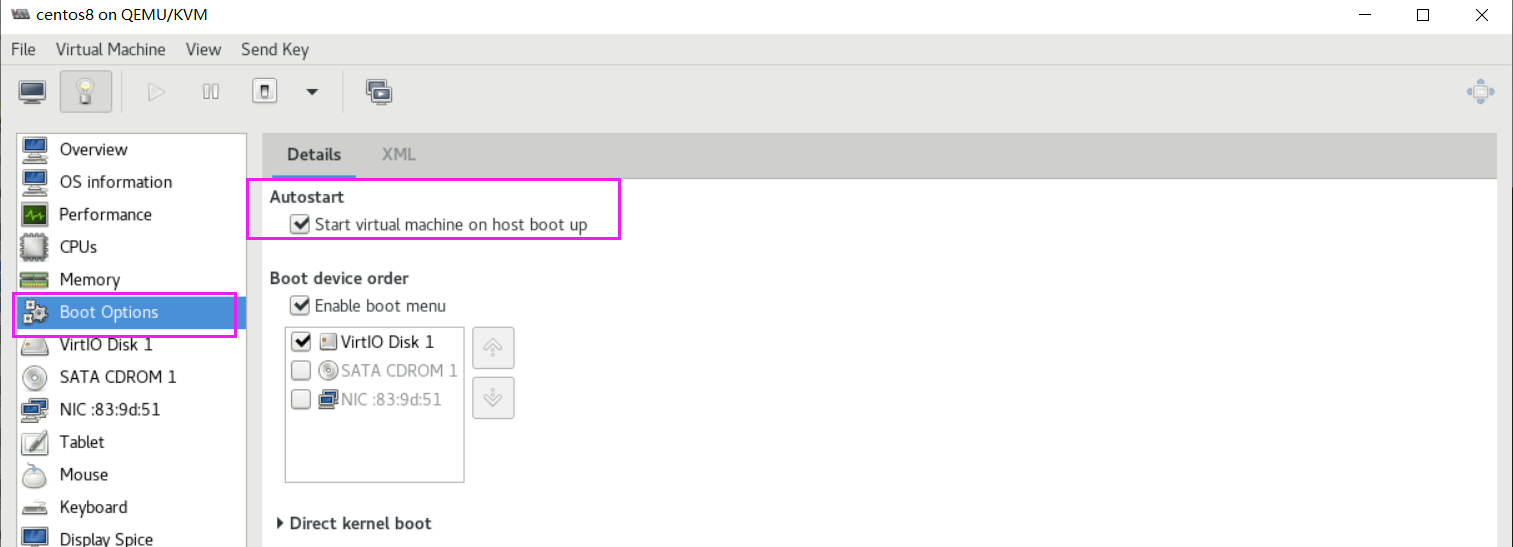 centos8 on QEMU/KVM
File Virtual Machine View Send Key
Overview
OS information
Performance
CPUs
Memory
Boot Options
VirtIO Disk 1
SATA CDROM 1
NIC :83:9d:51
Tablet
Mouse
Keyboard
Display Spice
Details XML
Autostart
Start virtual machine on host boot up
Boot device order
Enable boot menu
VirtIO Disk 1
SATA CDROM 1
NIC :83:9d:51
Direct kernel boot